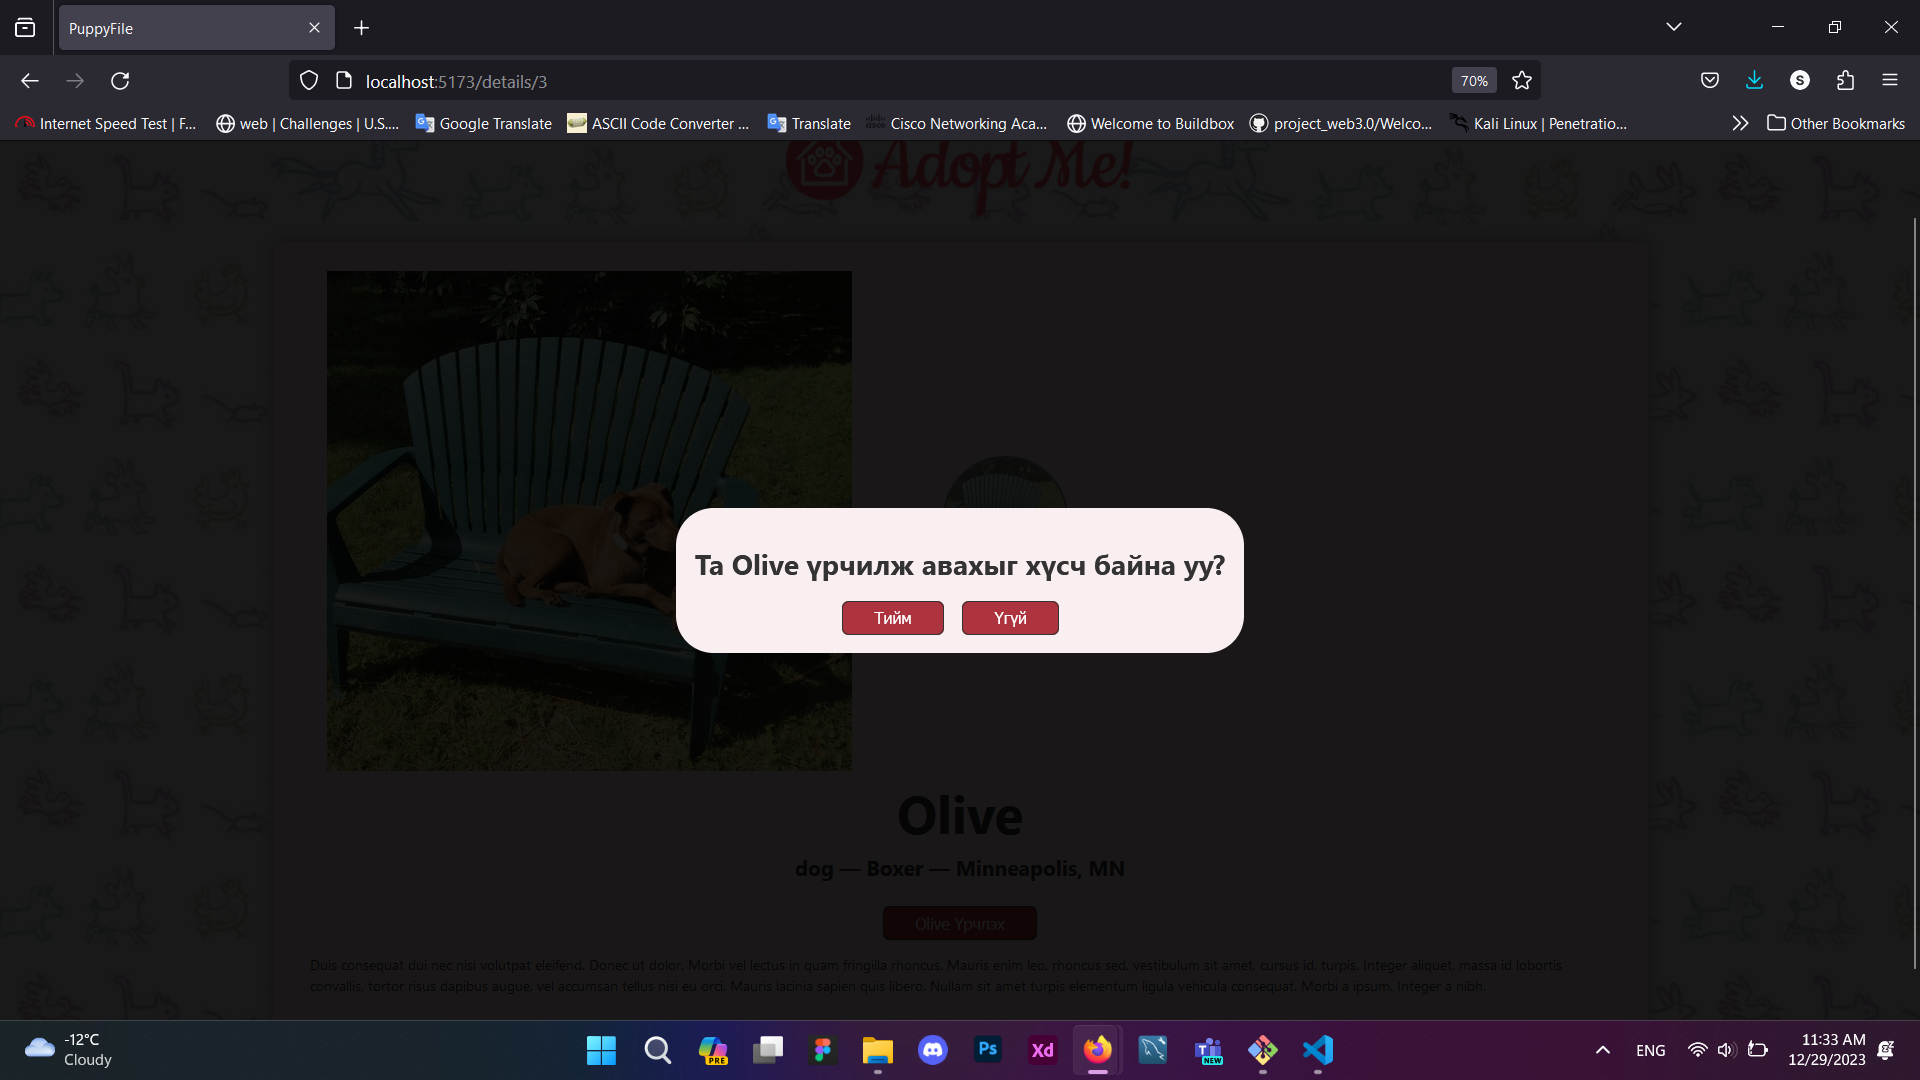 PuppyFile
localhost:5173/details/3
70%
S
Internet Speed Test | F...
web | Challenges | U.S....
Google Translate
ASCII Code Converter ...
Translate
Cisco Networking Aca...
Welcome to Buildbox
project_web3.0/Welco...
Kali Linux | Penetratio...
Other Bookmarks
Adopt Me!
Та Olive үрчилж авахыг хүсч байна уу?
Тийм
Үгүй
Olive
dog — Boxer — Minneapolis, MN
Olive Үрчлэх
Duis consequat dui nec nisi volutpat eleifend. Donec ut dolor. Morbi vel lectus in quam fringilla rhoncus. Mauris enim leo, rhoncus sed, vestibulum sit amet, cursus id, turpis. Integer aliquet, massa id lobortis
convallis, tortor risus dapibus augue, vel accumsan tellus nisi eu orci. Mauris lacinia sapien quis libero. Nullam sit amet turpis elementum ligula vehicula consequat. Morbi a ipsum. Integer a nibh.
-12°C
Cloudy
PRE
Ps
Xd
NEW
ENG
11:33 AM
12/29/2023